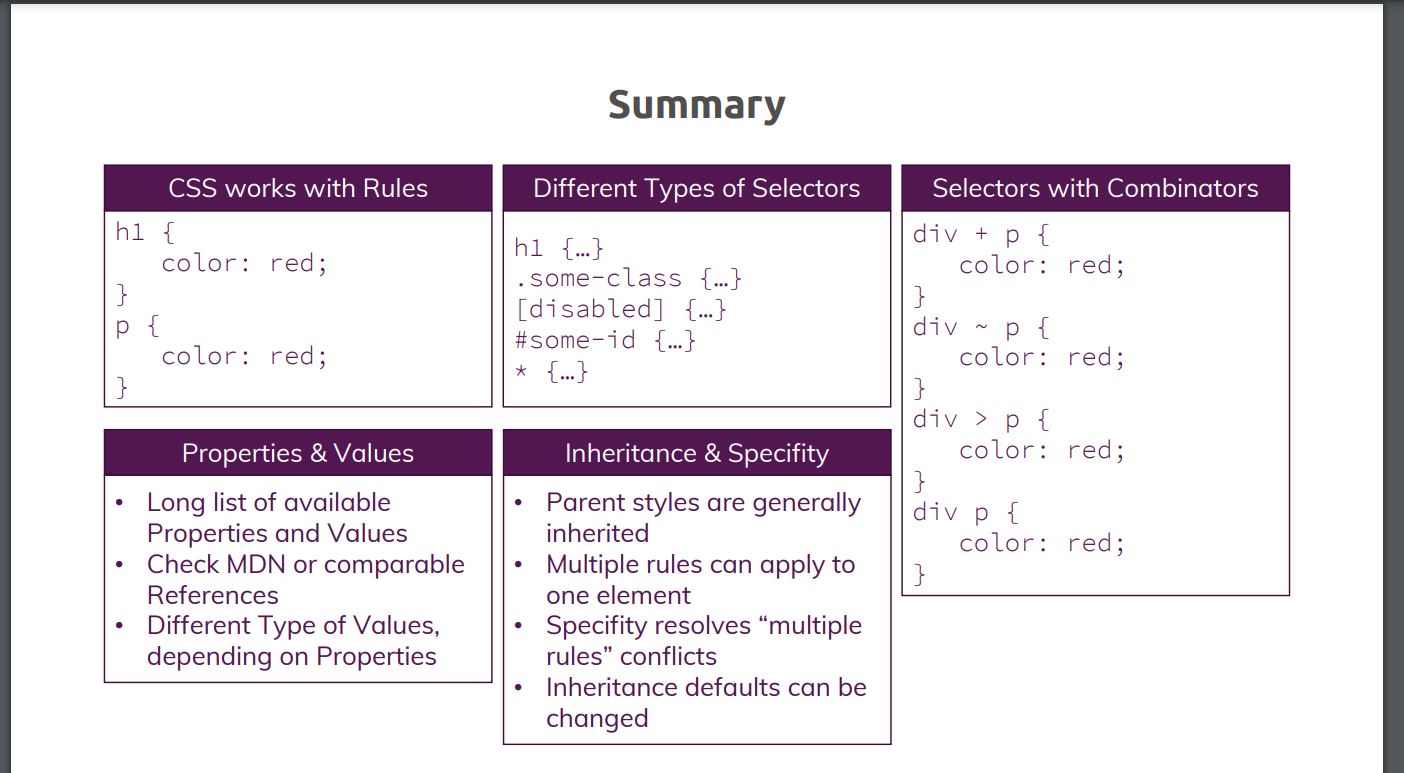 Summary
CSS works with Rules
h1 {
   color: red;
}
p {
   color: red;
}
Different Types of Selectors
h1 {…}
.some-class {…}
[disabled] {…}
#some-id {…}
* {…}
Selectors with Combinators
div + p {
   color: red;
}
div ~ p {
   color: red;
}
div > p {
   color: red;
}
div p {
   color: red;
}
Properties & Values
• Long list of available
Properties and Values
• Check MDN or comparable
References
• Different Type of Values,
depending on Properties
Inheritance & Specifity
• Parent styles are generally
inherited
• Multiple rules can apply to
one element
• Specifity resolves “multiple
rules” conflicts
• Inheritance defaults can be
changed